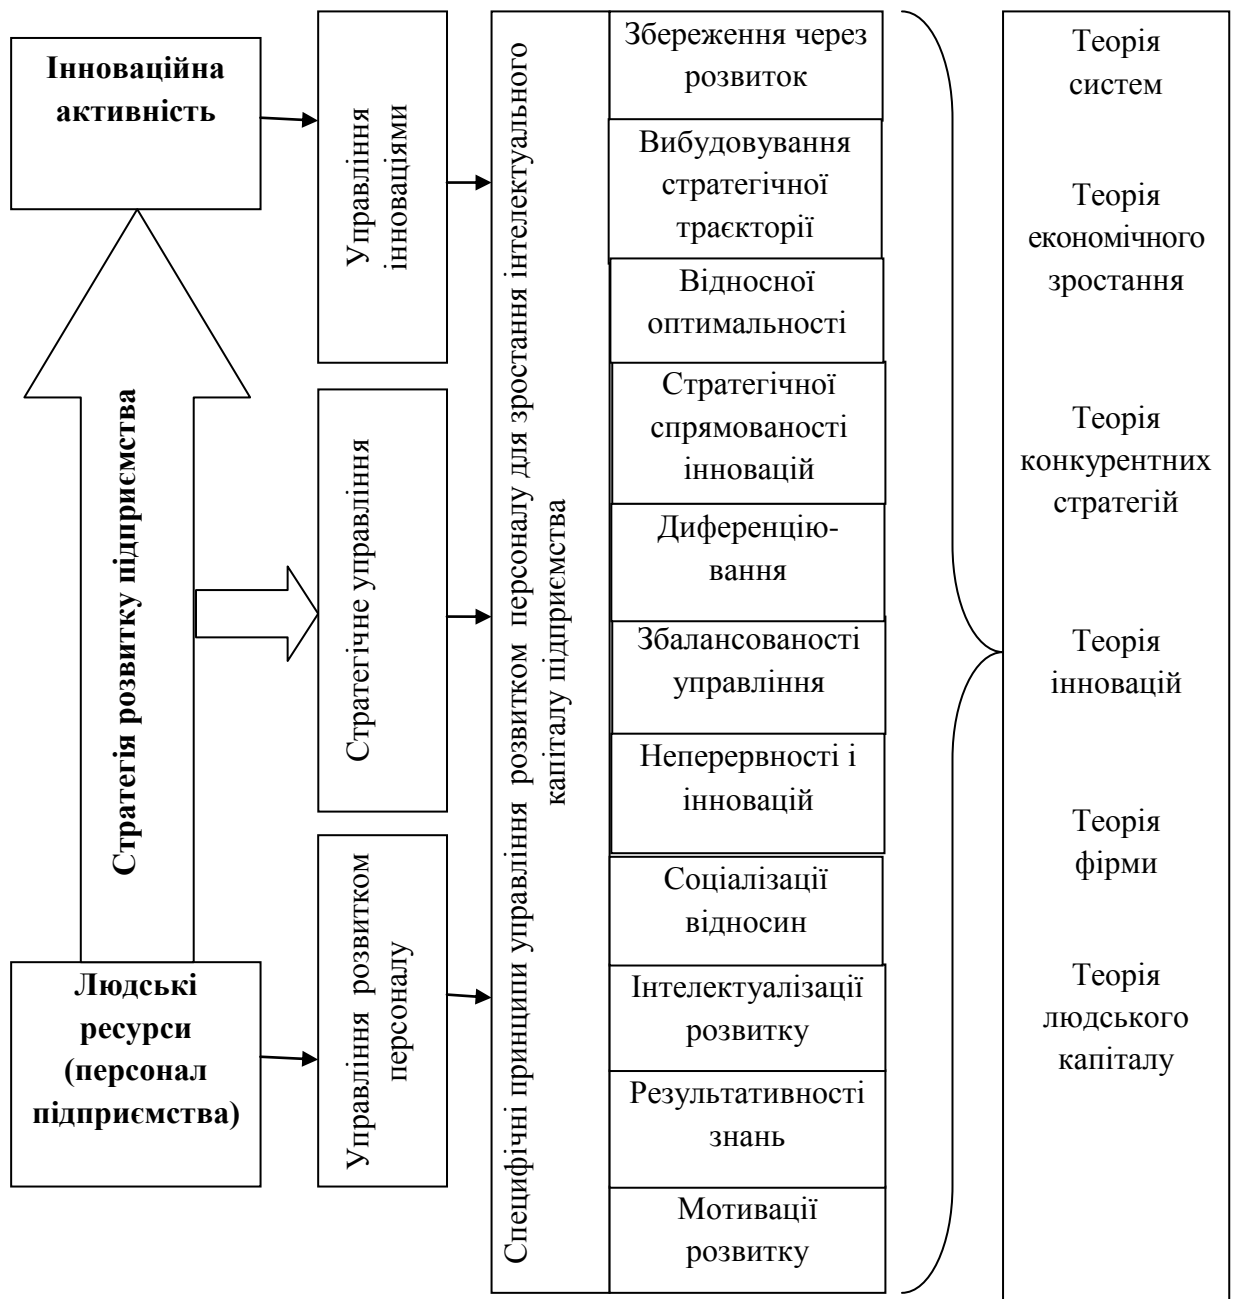 Інноваційна
активність
Стратегія розвитку підприємства
Людські
ресурси
(персонал
підприємства)
Управління
інноваціями
Стратегічне управління
Управління розвитком
персоналу
Специфічні принципи управління розвитком персоналу для зростання інтелектуального
капіталу підприємства
Збереження через
розвиток
Вибудовування
стратегічної
траєкторії
Відносної
оптимальності
Стратегічної
спрямованості
інновацій
Диференцію-
вання
Збалансованості
управління
Неперервності і
інновацій
Соціалізації
відносин
Інтелектуалізації
розвитку
Результативності
знань
Мотивації
розвитку
Теорія
систем
Теорія
економічного
зростання
Теорія
конкурентних
стратегій
Теорія
інновацій
Теорія
фірми
Теорія
людського
капіталу